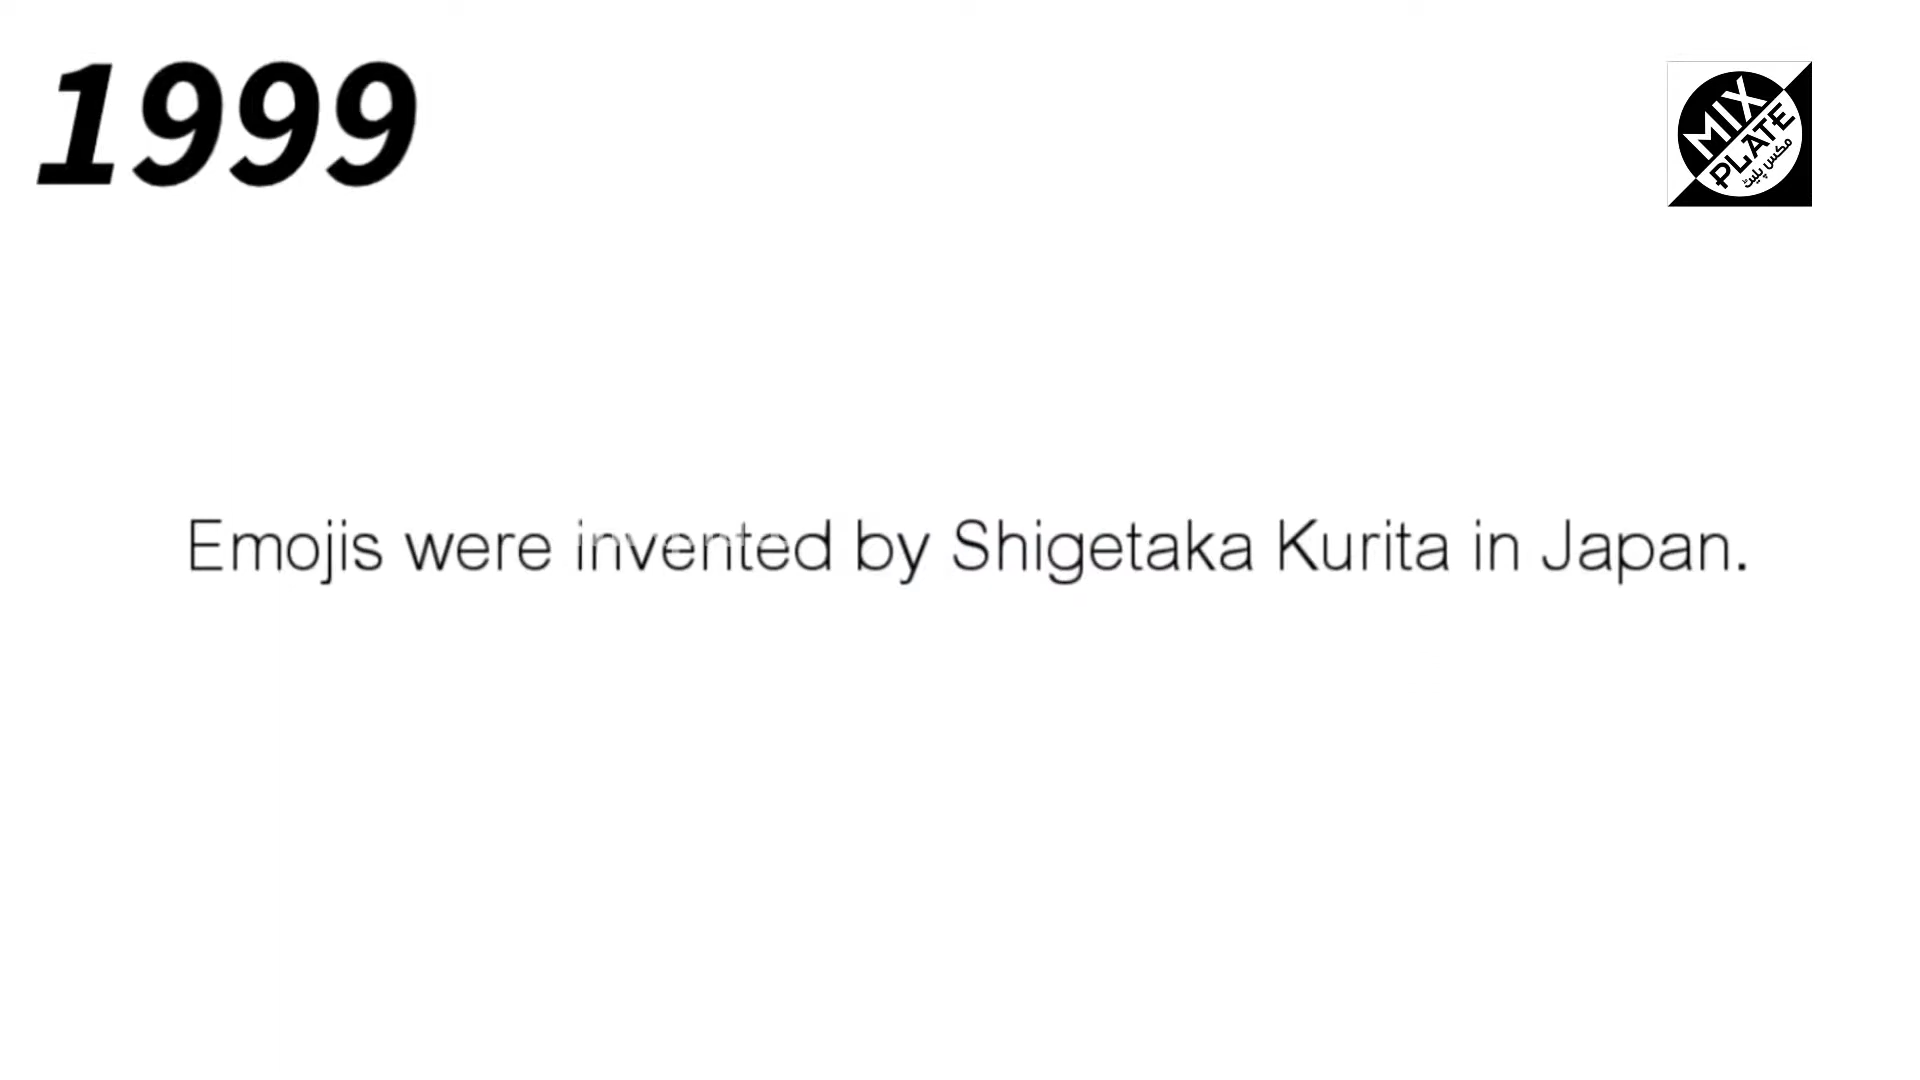 1999
MIX
PLATE
مکس پلیٹ
Emojis were invented by Shigetaka Kurita in Japan.